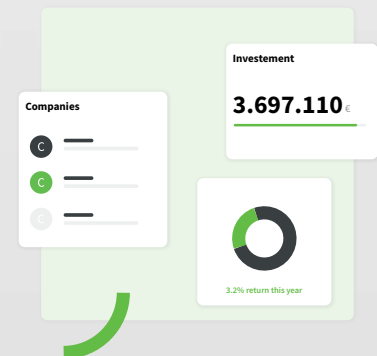 Investement
3.697.110 €
Companies
C
C
C
3.2% return this year